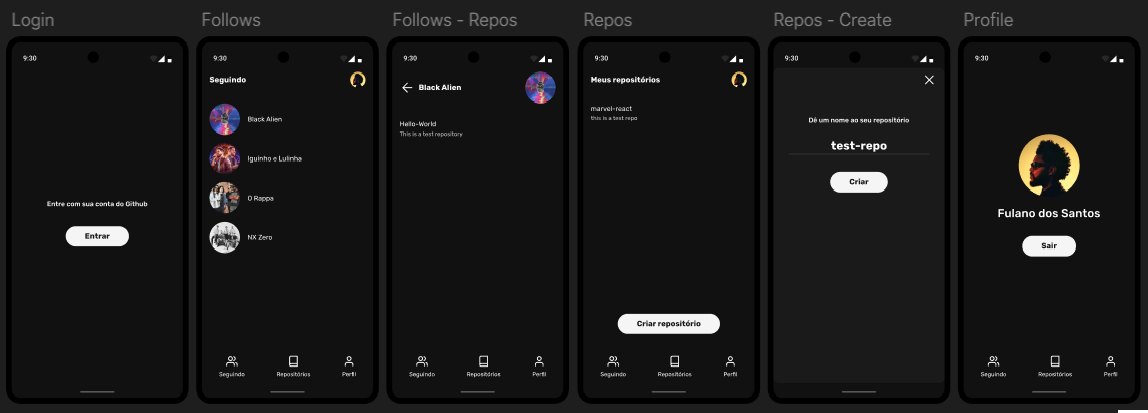 Login
9:30
Entre com sua conta do Github
Entrar
Follows
9:30
Seguindo
Black Alien
Iguinho e Lulinha
O Rappa
NX Zero
Seguindo
Repositórios
Perfil
Follows - Repos
9:30
Black Alien
Hello-World
This is a test repository
Seguindo
Repositórios
Perfil
Repos
9:30
Meus repositórios
marvel-react
this is a test repo
Criar repositório
Seguindo
Repositórios
Perfil
Repos - Create
9:30
Dê um nome ao seu repositório
test-repo
Criar
Profile
9:30
Fulano dos Santos
Sair
Seguindo
Repositórios
Perfil